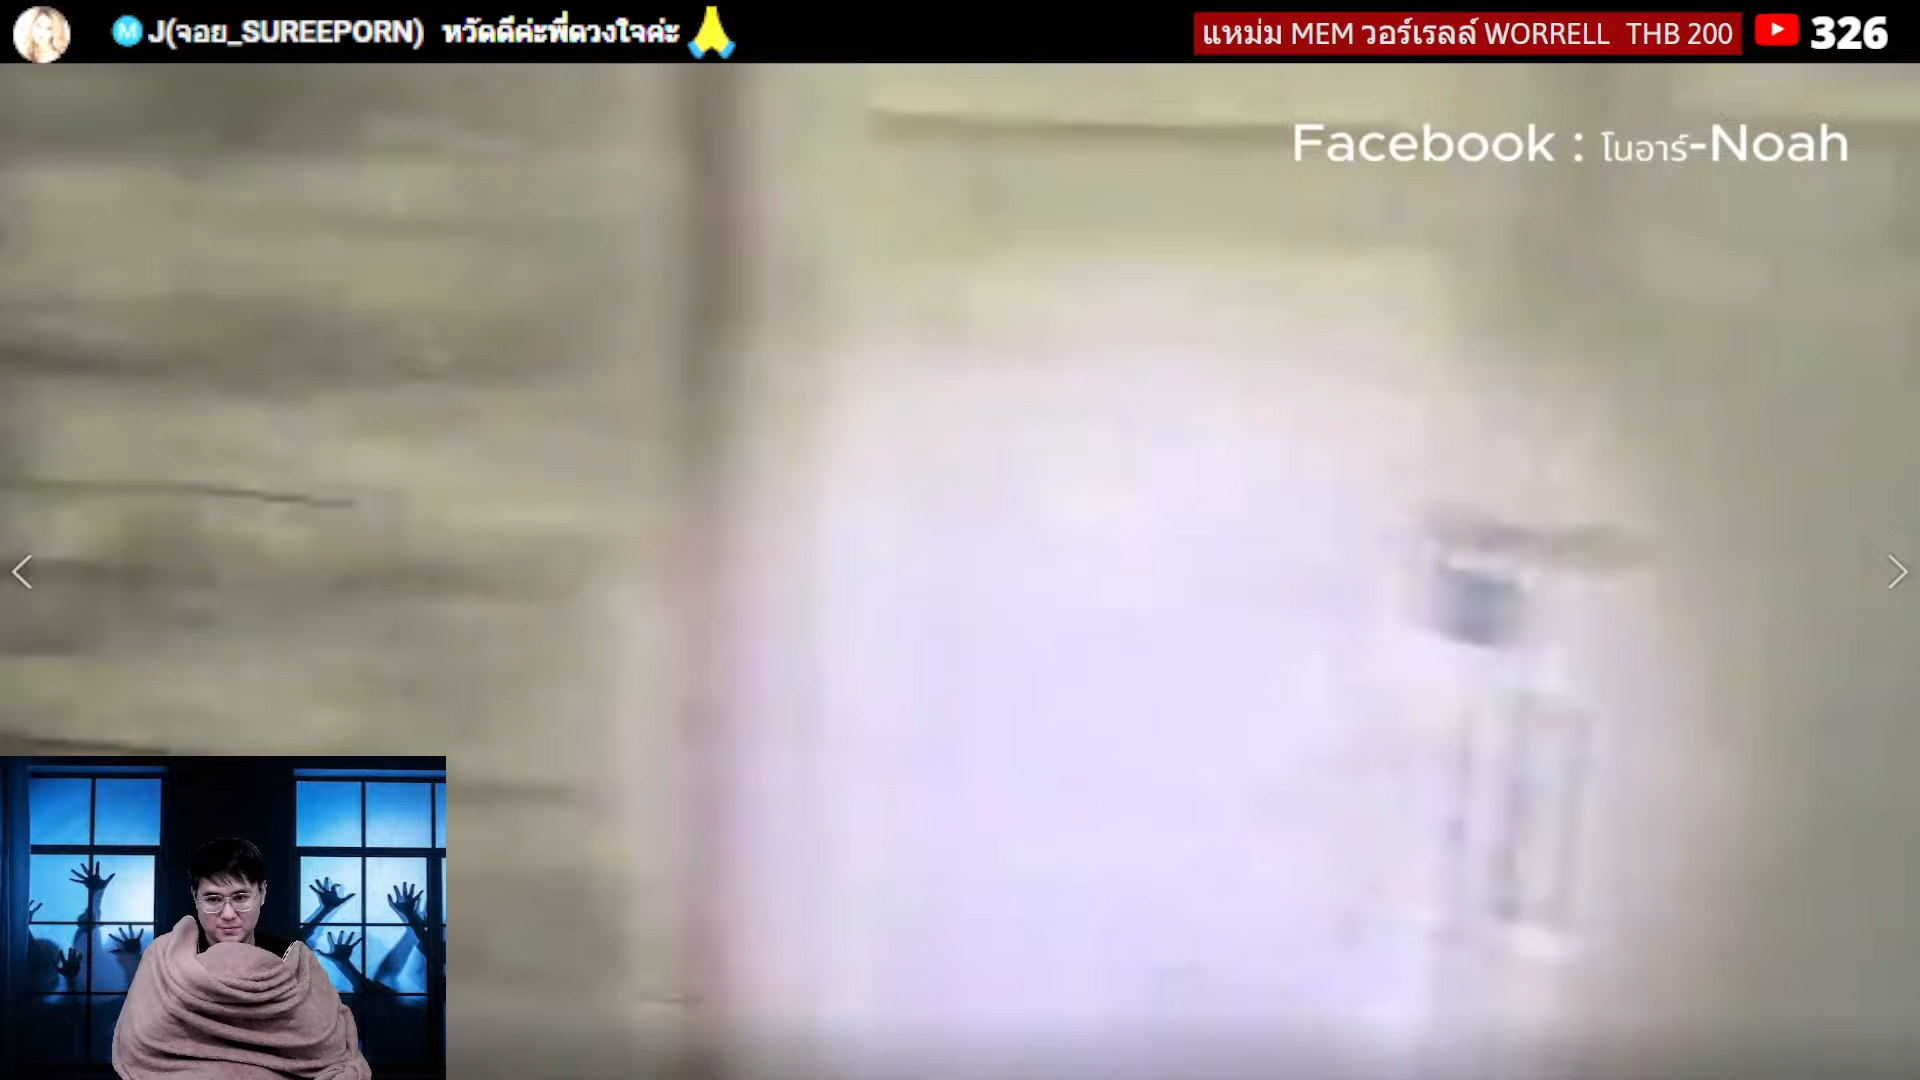 M J(จอย_SUREEPORN) หวัดดีค่ะพี่ดวงใจค่ะ 🙏
แหม่ม MEM วอร์เรลล์ WORRELL THB 200
326
Facebook : โนอาร์-Noah